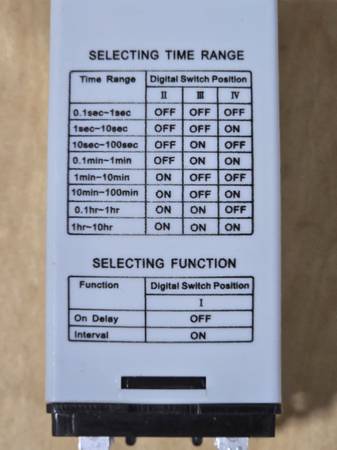 SELECTING TIME RANGE
Time Range Digital Switch Position
II III IV
0.1sec~1sec OFF OFF OFF
1sec~10sec OFF OFF ON
10sec~100sec OFF ON OFF
0.1min~1min OFF ON ON
1min~10min ON OFF OFF
10min~100min ON OFF ON
0.1hr~1hr ON ON OFF
1hr~10hr ON ON ON
SELECTING FUNCTION
Function Digital Switch Position
I
On Delay OFF
Interval ON